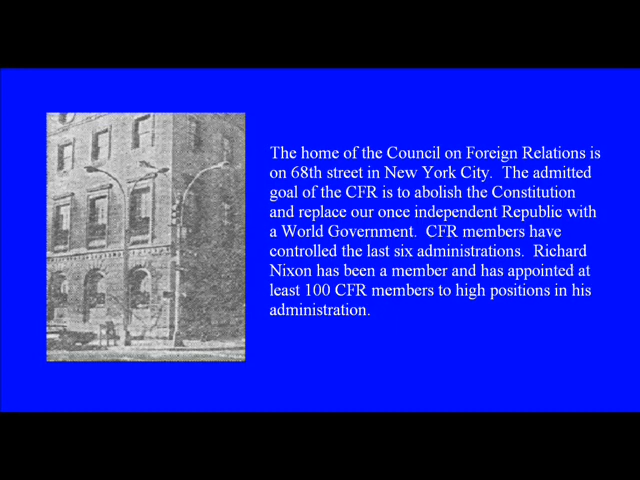 The home of the Council on Foreign Relations is
on 68th street in New York City.  The admitted
goal of the CFR is to abolish the Constitution
and replace our once independent Republic with
a World Government.  CFR members have
controlled the last six administrations.  Richard
Nixon has been a member and has appointed at
least 100 CFR members to high positions in his
administration.